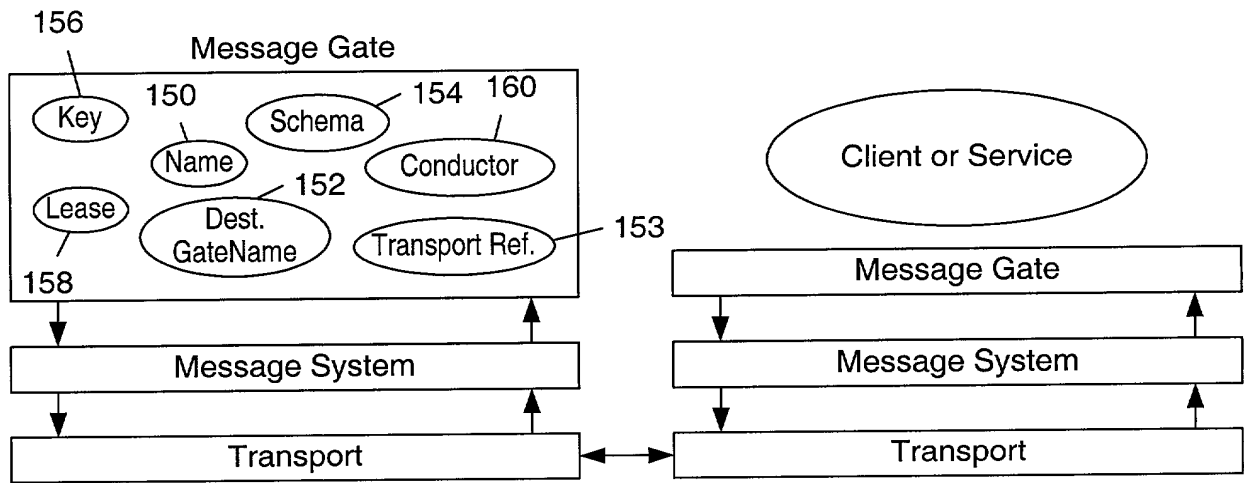 156
Message Gate
150
154
160
Key
Schema
Name
Conductor
Client or Service
152
Lease
Dest.
GateName
Transport Ref.
153
158
Message Gate
Message System
Message System
Transport
Transport